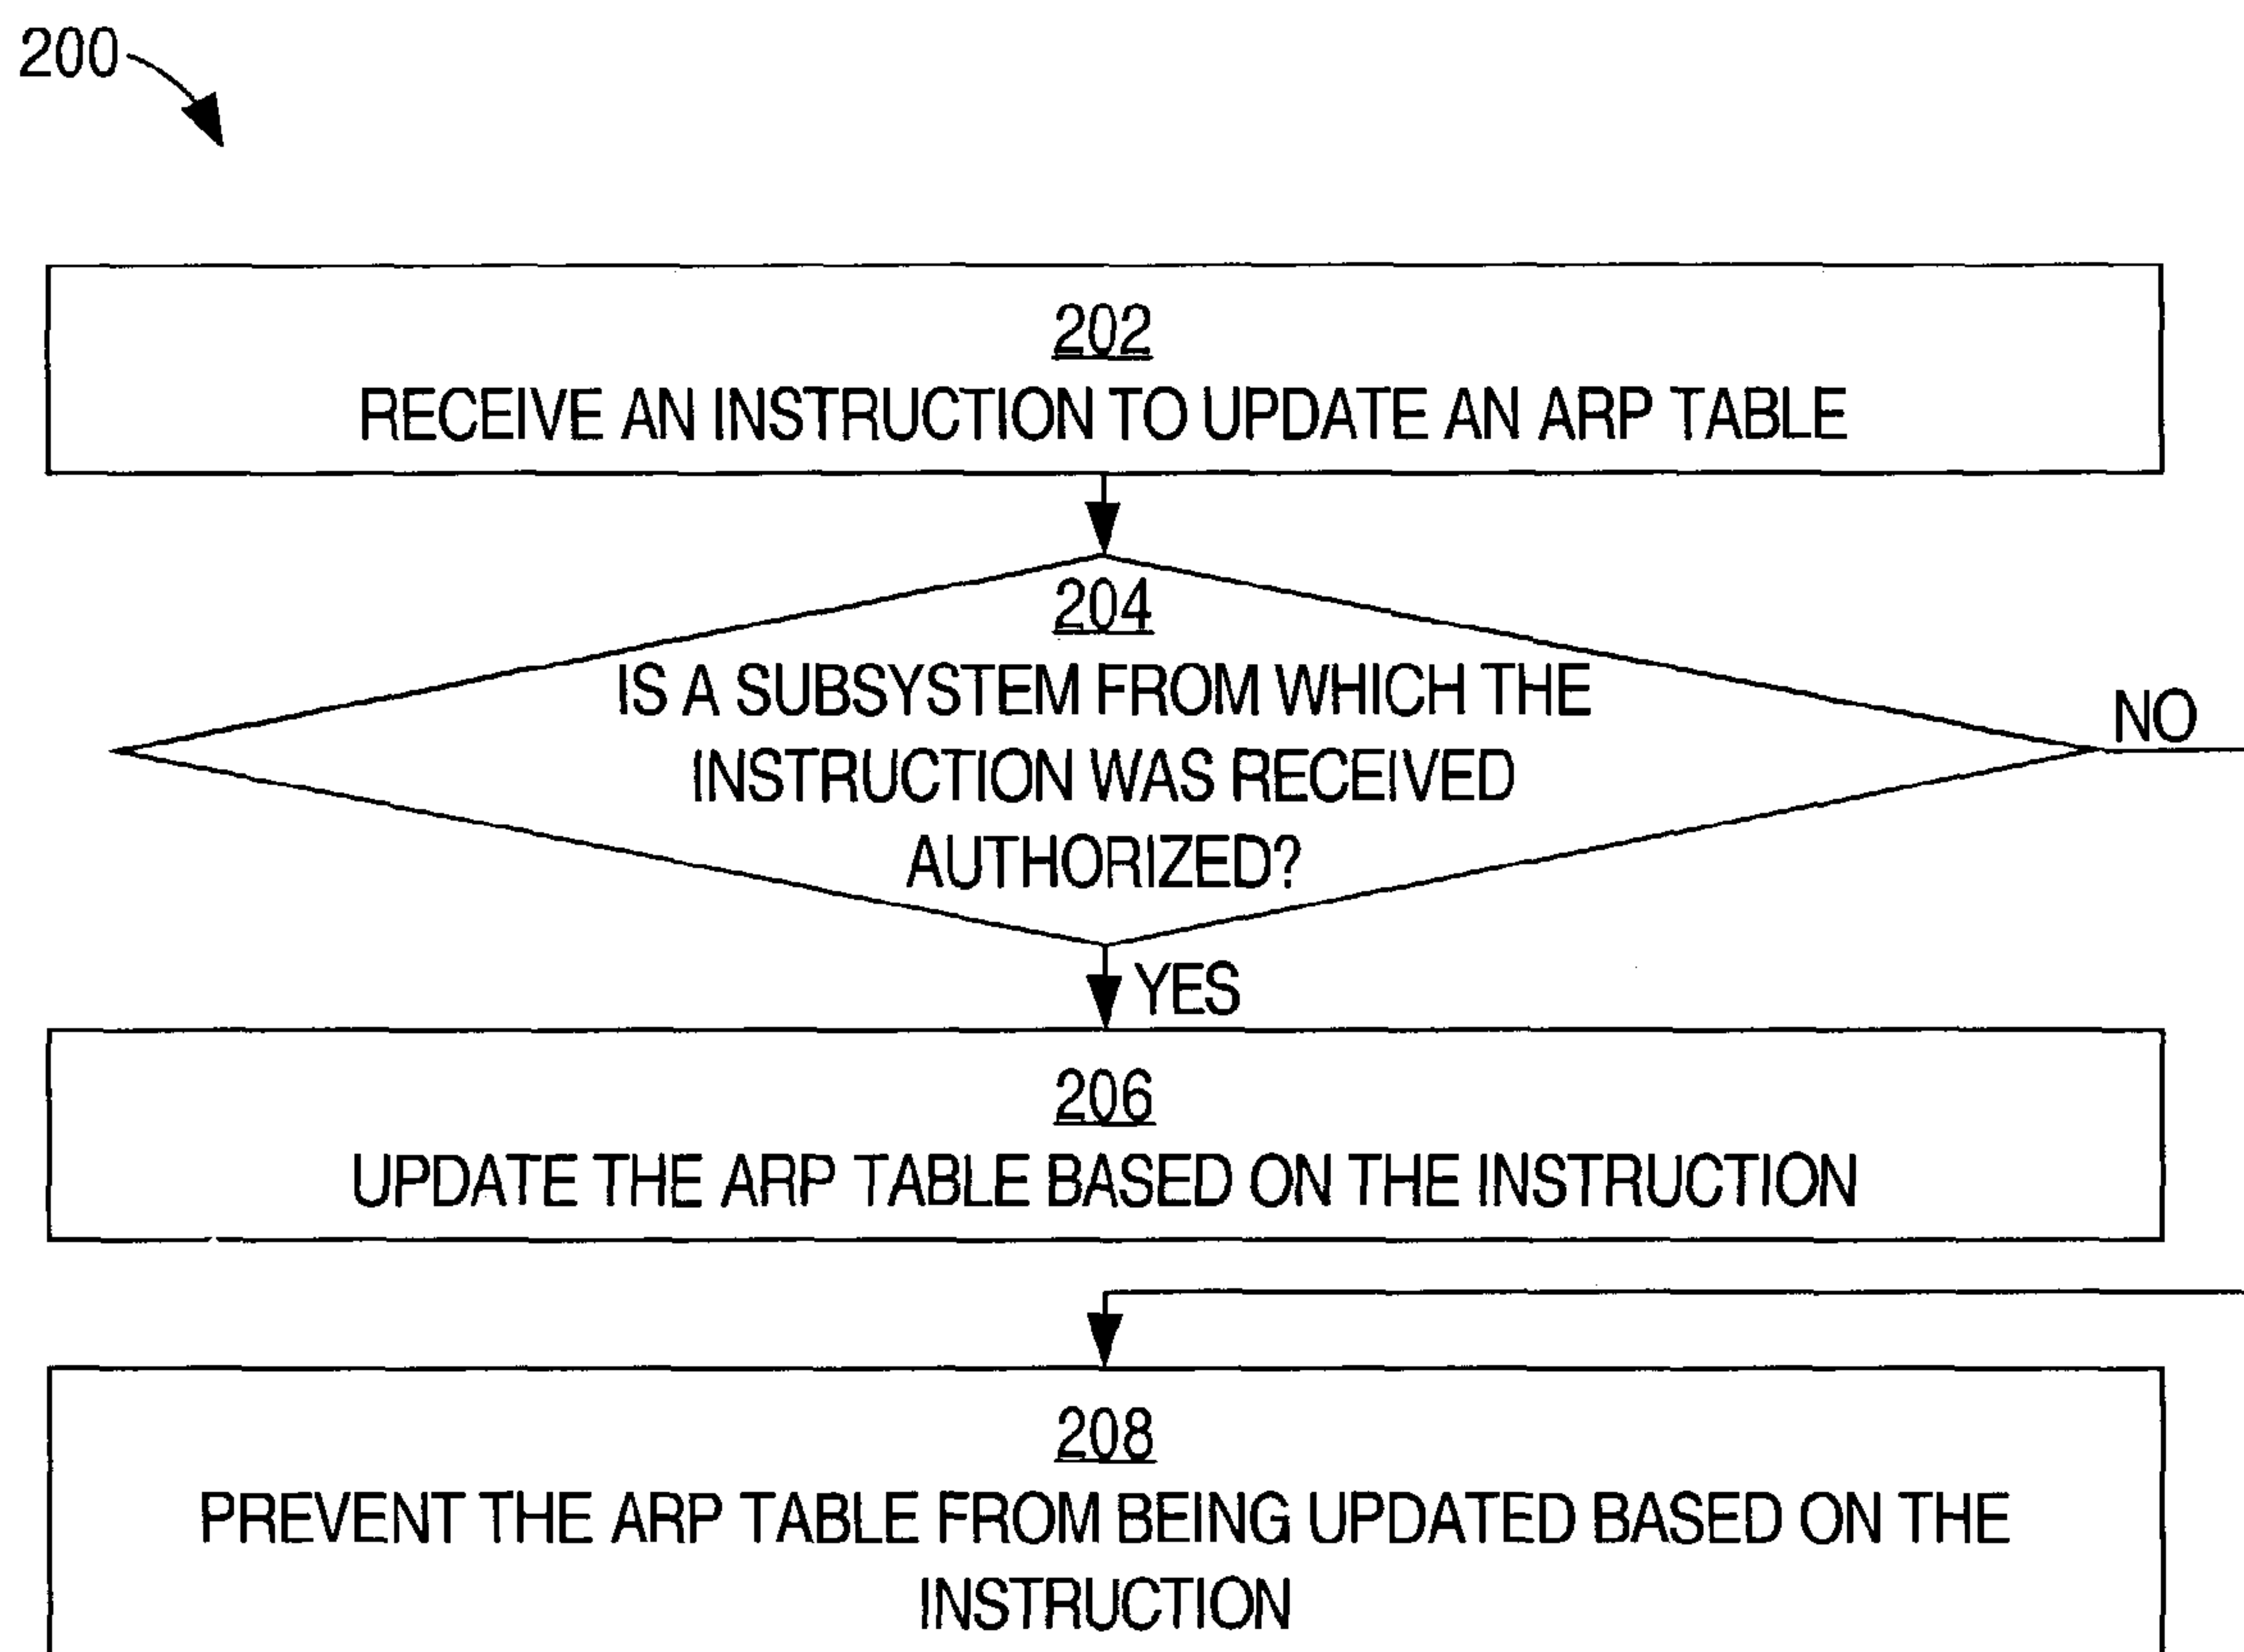 200
202
RECEIVE AN INSTRUCTION TO UPDATE AN ARP TABLE
204
IS A SUBSYSTEM FROM WHICH THE
INSTRUCTION WAS RECEIVED
AUTHORIZED?
NO
YES
206
UPDATE THE ARP TABLE BASED ON THE INSTRUCTION
208
PREVENT THE ARP TABLE FROM BEING UPDATED BASED ON THE
INSTRUCTION